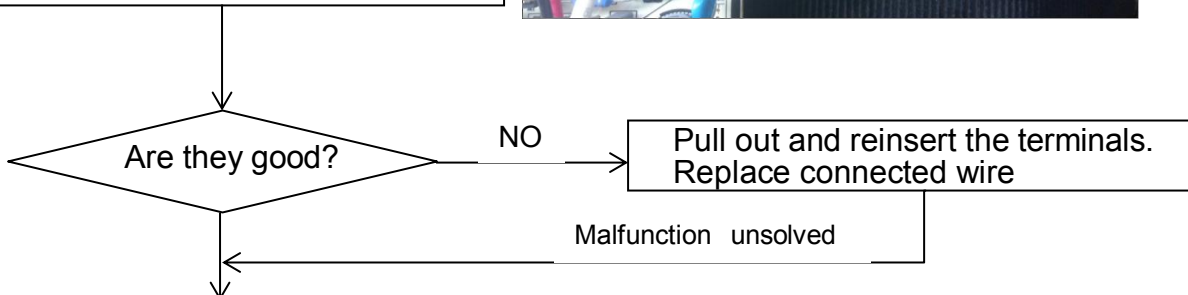 Are they good?
NO
Pull out and reinsert the terminals.
Replace connected wire
Malfunction unsolved